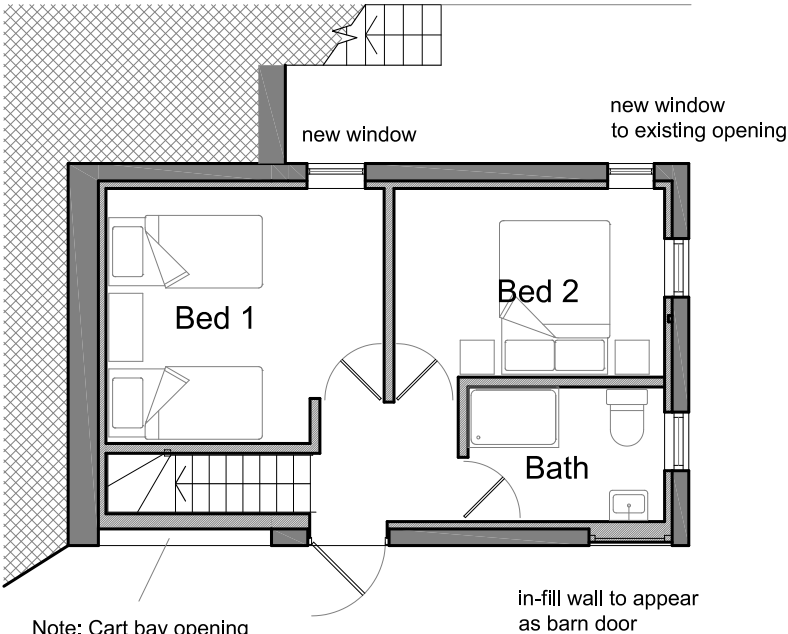 new window
to existing opening
new window
Bed 1
Bed 2
Bath
in-fill wall to appear
as barn door
Note: Cart bay opening